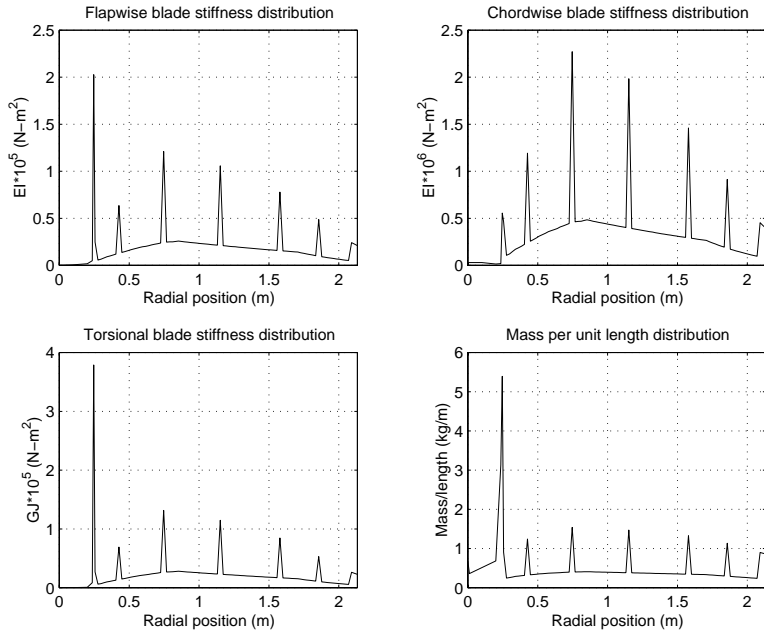 Flapwise blade stiffness distribution
2.5
2
1.5
1
0.5
0
EI*10^5 (N−m^2)
0 0.5 1 1.5 2
Radial position (m)
Chordwise blade stiffness distribution
2.5
2
1.5
1
0.5
0
EI*10^6 (N−m^2)
0 0.5 1 1.5 2
Radial position (m)
Torsional blade stiffness distribution
4
3
2
1
0
GJ*10^5 (N−m^2)
0 0.5 1 1.5 2
Radial position (m)
Mass per unit length distribution
6
5
4
3
2
1
0
Mass/length (kg/m)
0 0.5 1 1.5 2
Radial position (m)